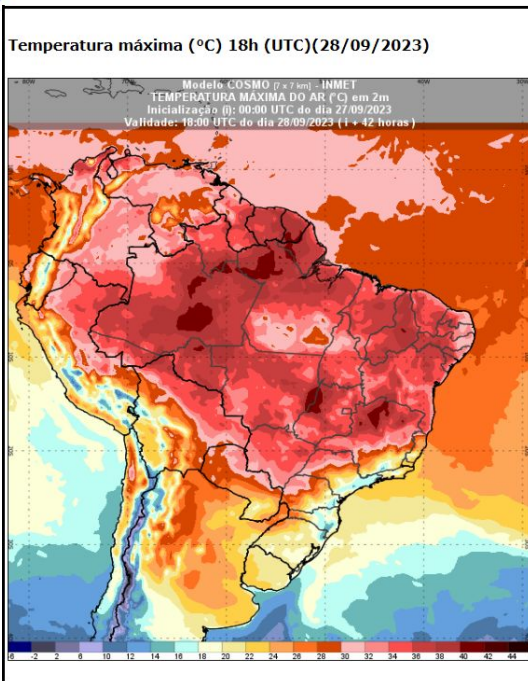 Temperatura máxima (ºC) 18h (UTC)(28/09/2023)
Modelo COSMO (7 x 7 km) - INMET
TEMPERATURA MÁXIMA DO AR (°C) em 2m
Inicialização (i): 00:00 UTC do dia 27/09/2023
Validade: 18:00 UTC do dia 28/09/2023 ( i + 42 horas )
-6 -2 2 6 10 12 14 16 18 20 22 24 26 28 30 32 34 36 38 40 42 44